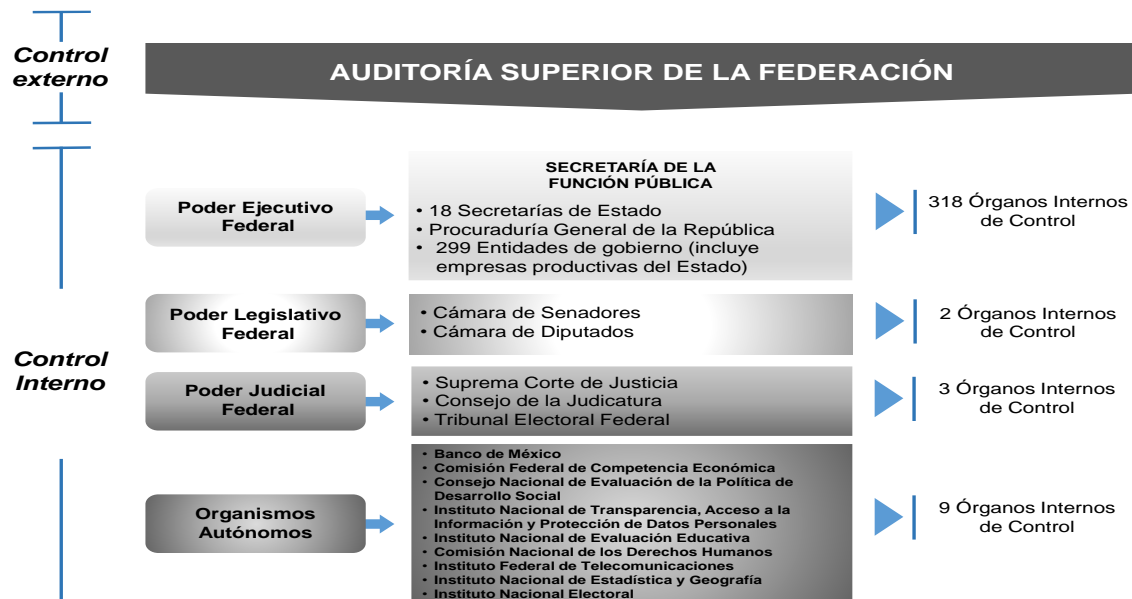 Control
externo
AUDITORÍA SUPERIOR DE LA FEDERACIÓN
Control
Interno
Poder Ejecutivo
Federal
SECRETARÍA DE LA
FUNCIÓN PÚBLICA
• 18 Secretarías de Estado
• Procuraduría General de la República
• 299 Entidades de gobierno (incluye
empresas productivas del Estado)
318 Órganos Internos
de Control
Poder Legislativo
Federal
• Cámara de Senadores
• Cámara de Diputados
2 Órganos Internos
de Control
Poder Judicial
Federal
• Suprema Corte de Justicia
• Consejo de la Judicatura
• Tribunal Electoral Federal
3 Órganos Internos
de Control
Organismos
Autónomos
• Banco de México
• Comisión Federal de Competencia Económica
• Consejo Nacional de Evaluación de la Política de
Desarrollo Social
• Instituto Nacional de Transparencia, Acceso a la
Información y Protección de Datos Personales
• Instituto Nacional de Evaluación Educativa
• Comisión Nacional de los Derechos Humanos
• Instituto Federal de Telecomunicaciones
• Instituto Nacional de Estadística y Geografía
• Instituto Nacional Electoral
9 Órganos Internos
de Control